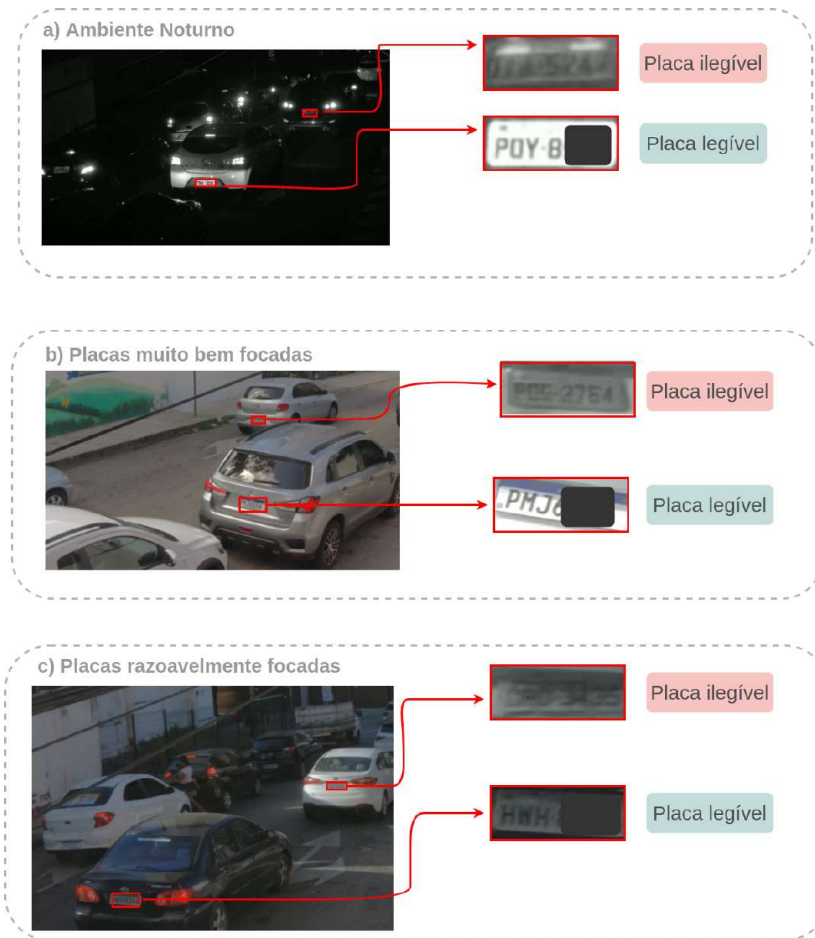 a) Ambiente Noturno
Placa ilegível
POY-8
Placa legível
b) Placas muito bem focadas
Placa ilegível
PMJ6
Placa legível
c) Placas razoavelmente focadas
Placa ilegível
HWH
Placa legível